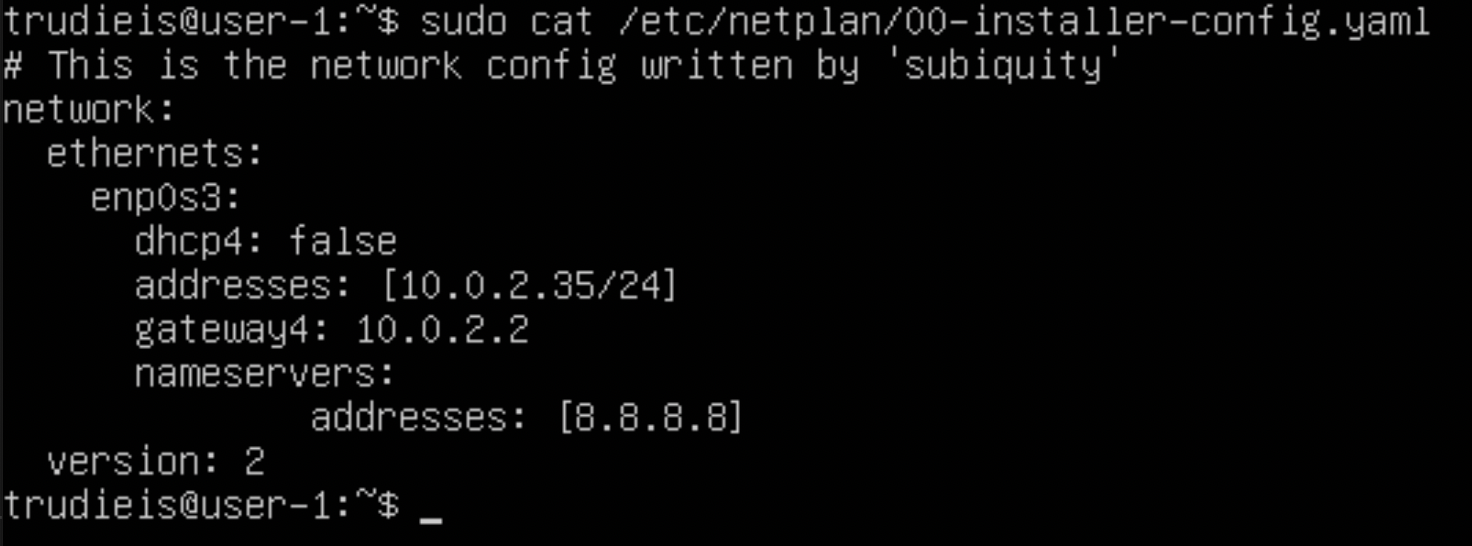 trudieis@user-1:~$ sudo cat /etc/netplan/00-installer-config.yaml
# This is the network config written by 'subiquity'
network:
  ethernets:
    enp0s3:
      dhcp4: false
      addresses: [10.0.2.35/24]
      gateway4: 10.0.2.2
      nameservers:
              addresses: [8.8.8.8]
  version: 2
trudieis@user-1:~$ _